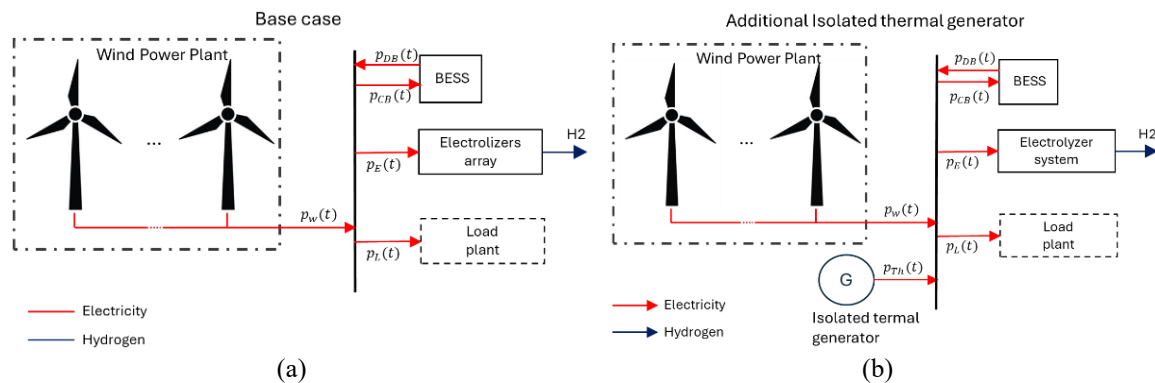 Base case
Wind Power Plant
...
p_DB(t)
BESS
p_CB(t)
Electrolizers
array
H2
p_E(t)
p_w(t)
Load
plant
p_L(t)
Electricity
Hydrogen
(a)
Additional Isolated thermal generator
Wind Power Plant
...
p_DB(t)
BESS
p_CB(t)
Electrolyzer
system
H2
p_E(t)
p_w(t)
Load
plant
p_L(t)
p_Th(t)
G
Isolated termal
generator
Electricity
Hydrogen
(b)